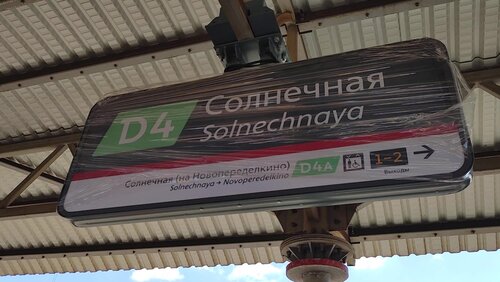 D4 Солнечная
Solnechnaya
Солнечная (на Новопеределкино) D4A 1-2 →
Solnechnaya → Novoperedelkino Выходы